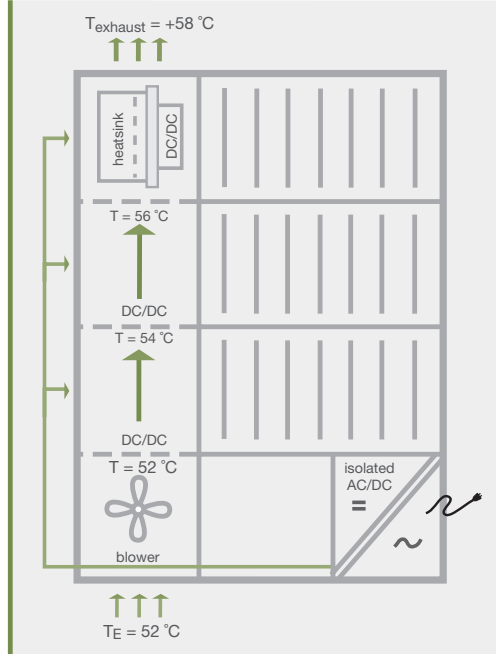 Texhaust = +58 °C
heatsink
DC/DC
T = 56 °C
DC/DC
T = 54 °C
DC/DC
T = 52 °C
isolated
AC/DC
=
~
blower
TE = 52 °C